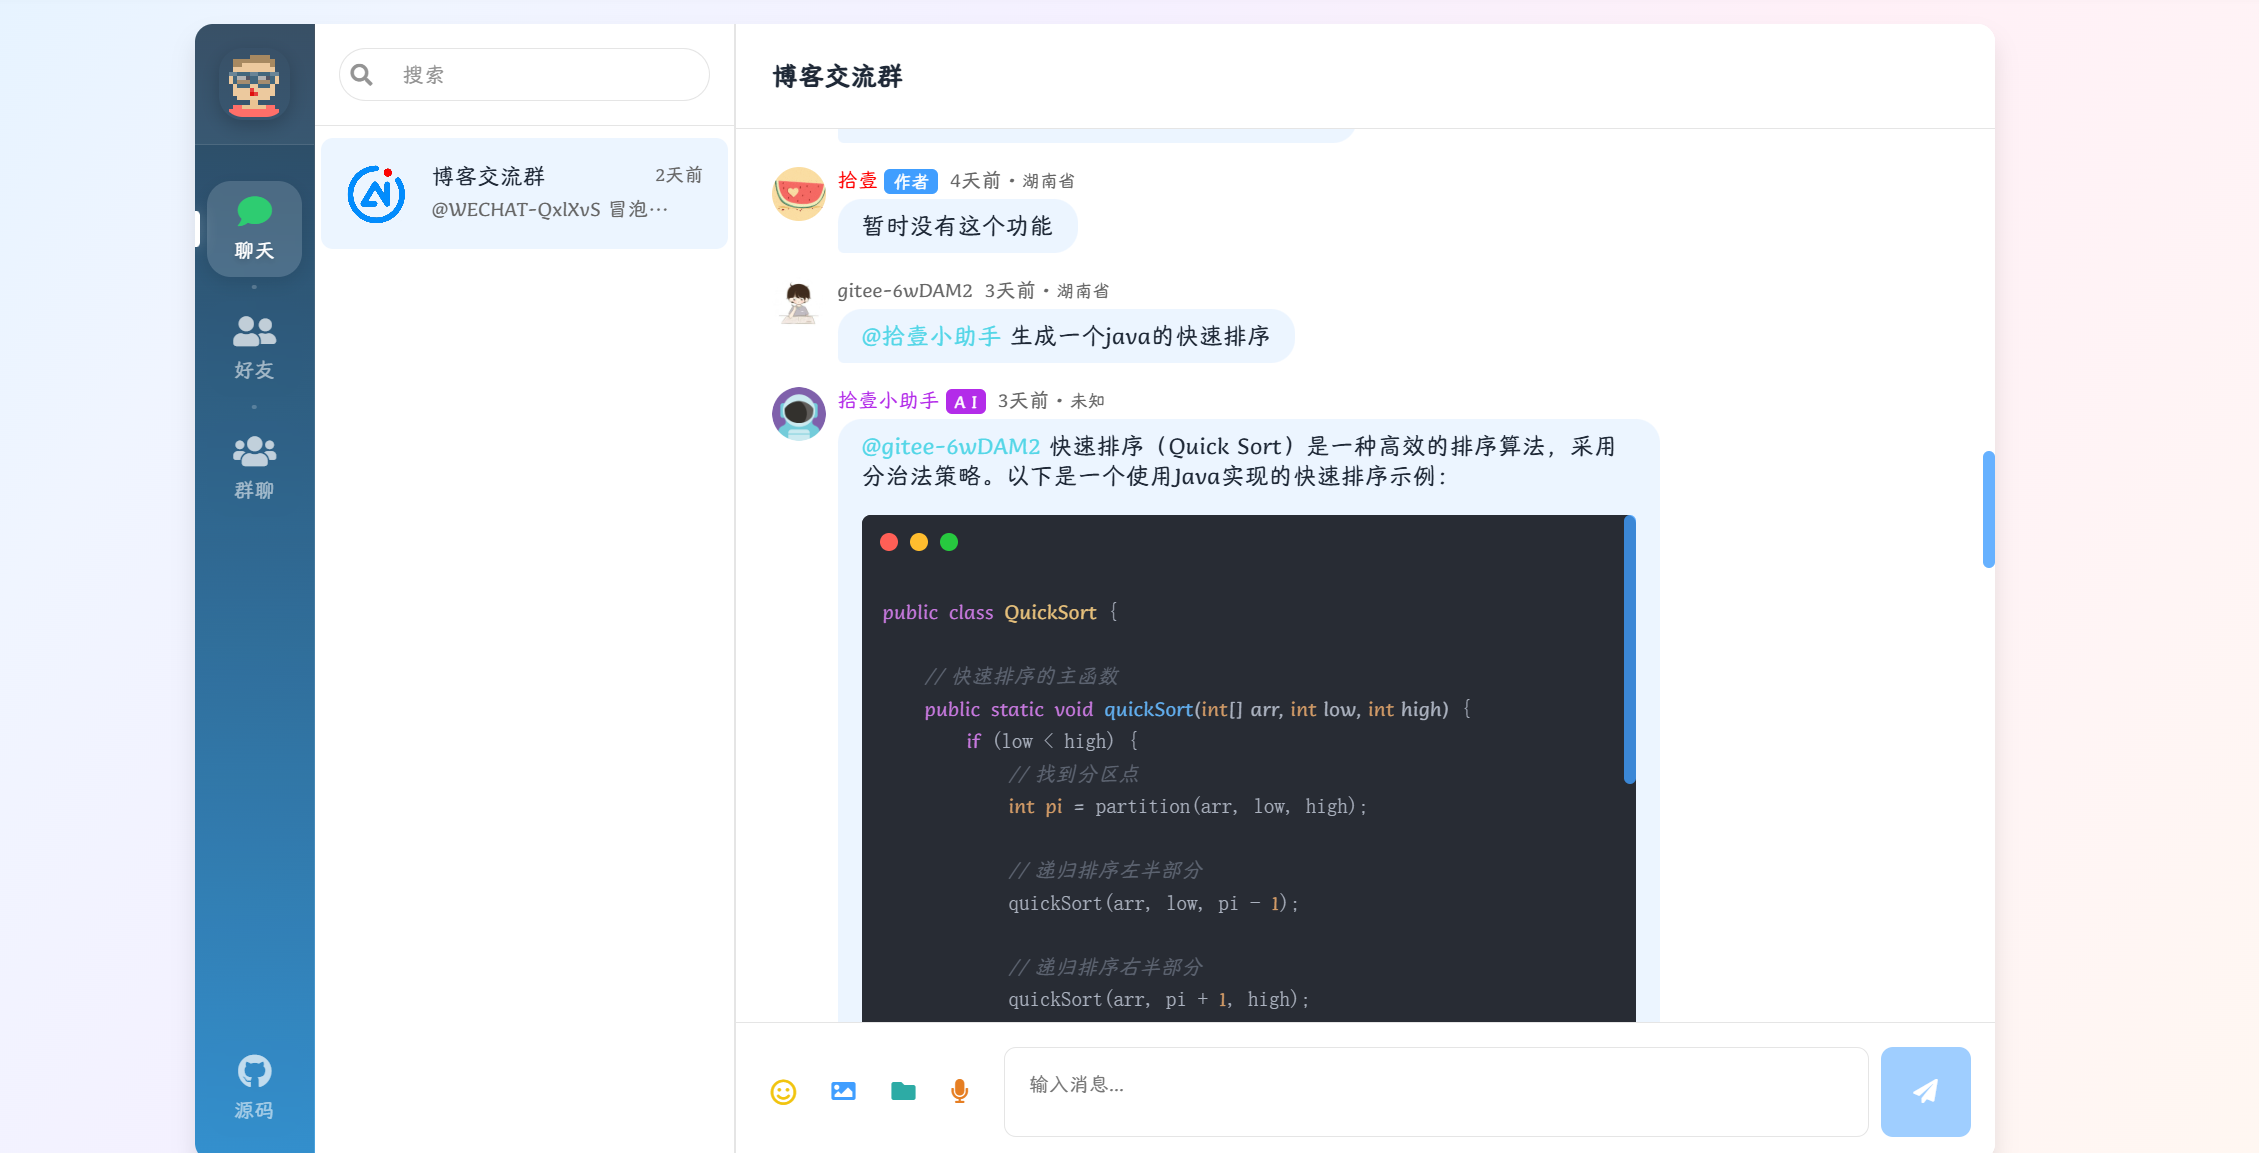 聊天
好友
群聊
源码
搜索
博客交流群 2天前
@WECHAT-QxlXvS 冒泡…
博客交流群
拾壹 作者 4天前·湖南省
暂时没有这个功能
gitee-6wDAM2 3天前·湖南省
@拾壹小助手 生成一个java的快速排序
拾壹小助手 AI 3天前·未知
@gitee-6wDAM2 快速排序（Quick Sort）是一种高效的排序算法，采用
分治法策略。以下是一个使用Java实现的快速排序示例：
public class QuickSort {
// 快速排序的主函数
public static void quickSort(int[] arr, int low, int high) {
if (low < high) {
// 找到分区点
int pi = partition(arr, low, high);
// 递归排序左半部分
quickSort(arr, low, pi - 1);
// 递归排序右半部分
quickSort(arr, pi + 1, high);
输入消息...